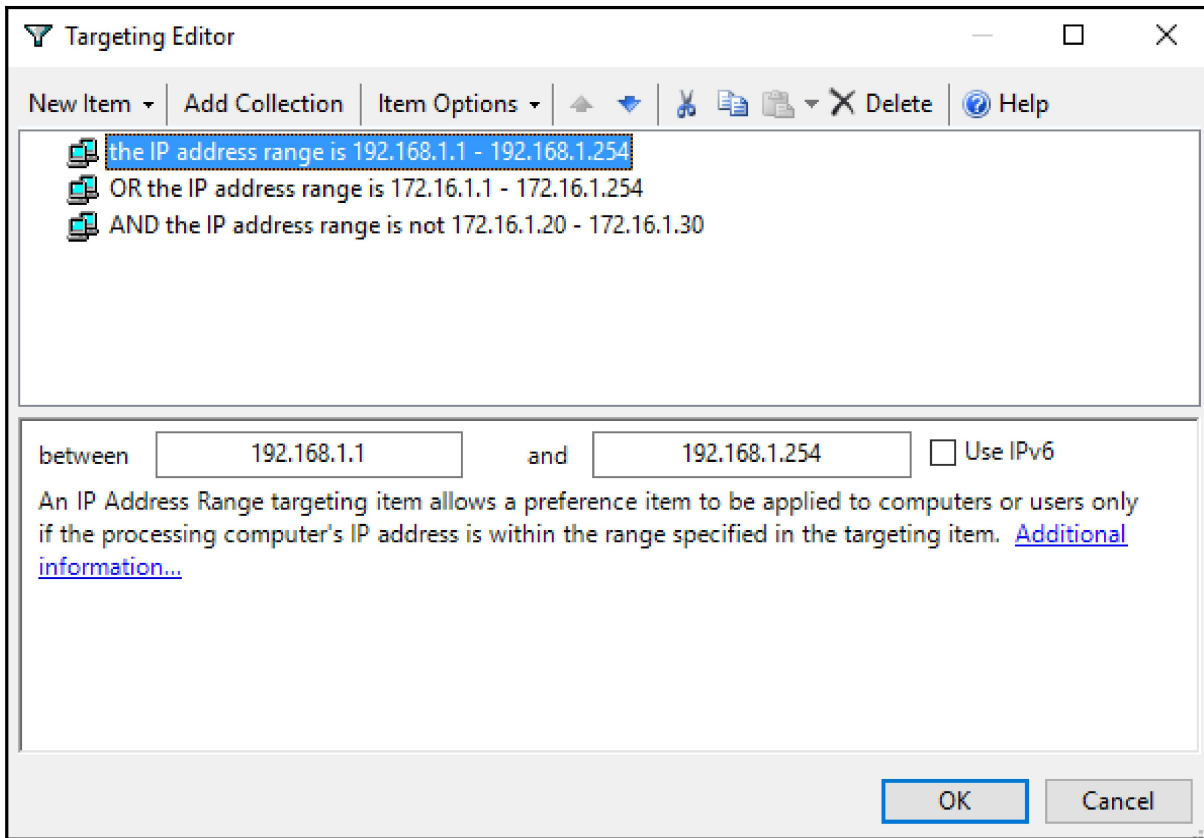 Targeting Editor
New Item Add Collection Item Options Delete Help
the IP address range is 192.168.1.1 - 192.168.1.254
OR the IP address range is 172.16.1.1 - 172.16.1.254
AND the IP address range is not 172.16.1.20 - 172.16.1.30
between 192.168.1.1 and 192.168.1.254 Use IPv6
An IP Address Range targeting item allows a preference item to be applied to computers or users only
if the processing computer's IP address is within the range specified in the targeting item. Additional
information...
OK Cancel